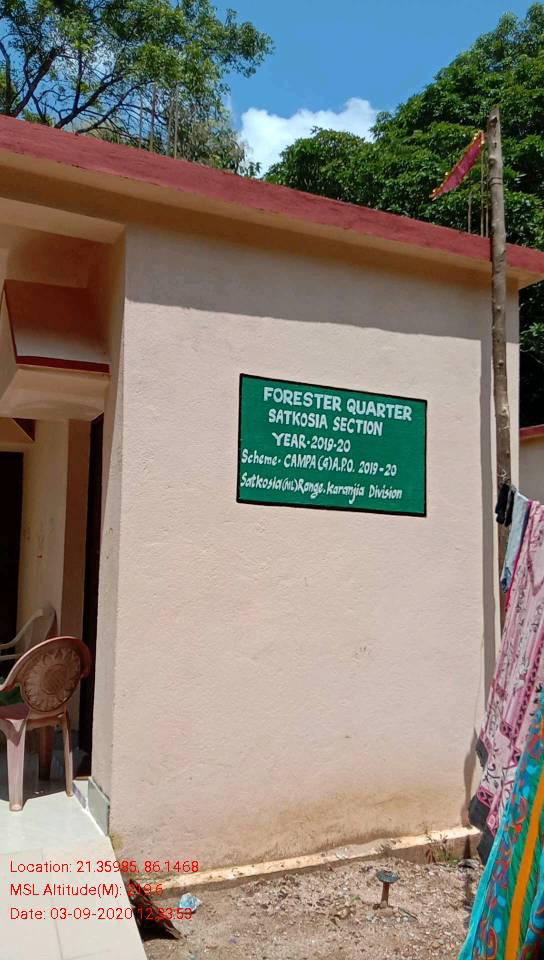 FORESTER QUARTER
SATKOSIA SECTION
YEAR-2019-20
Scheme- CAMPA (G) A.P.O. 2019-20
Satkosia(WL)Range, Karanjia Division
Location: 21.35985, 86.1468
MSL Altitude(M): 219.6
Date: 03-09-2020 12:33:53